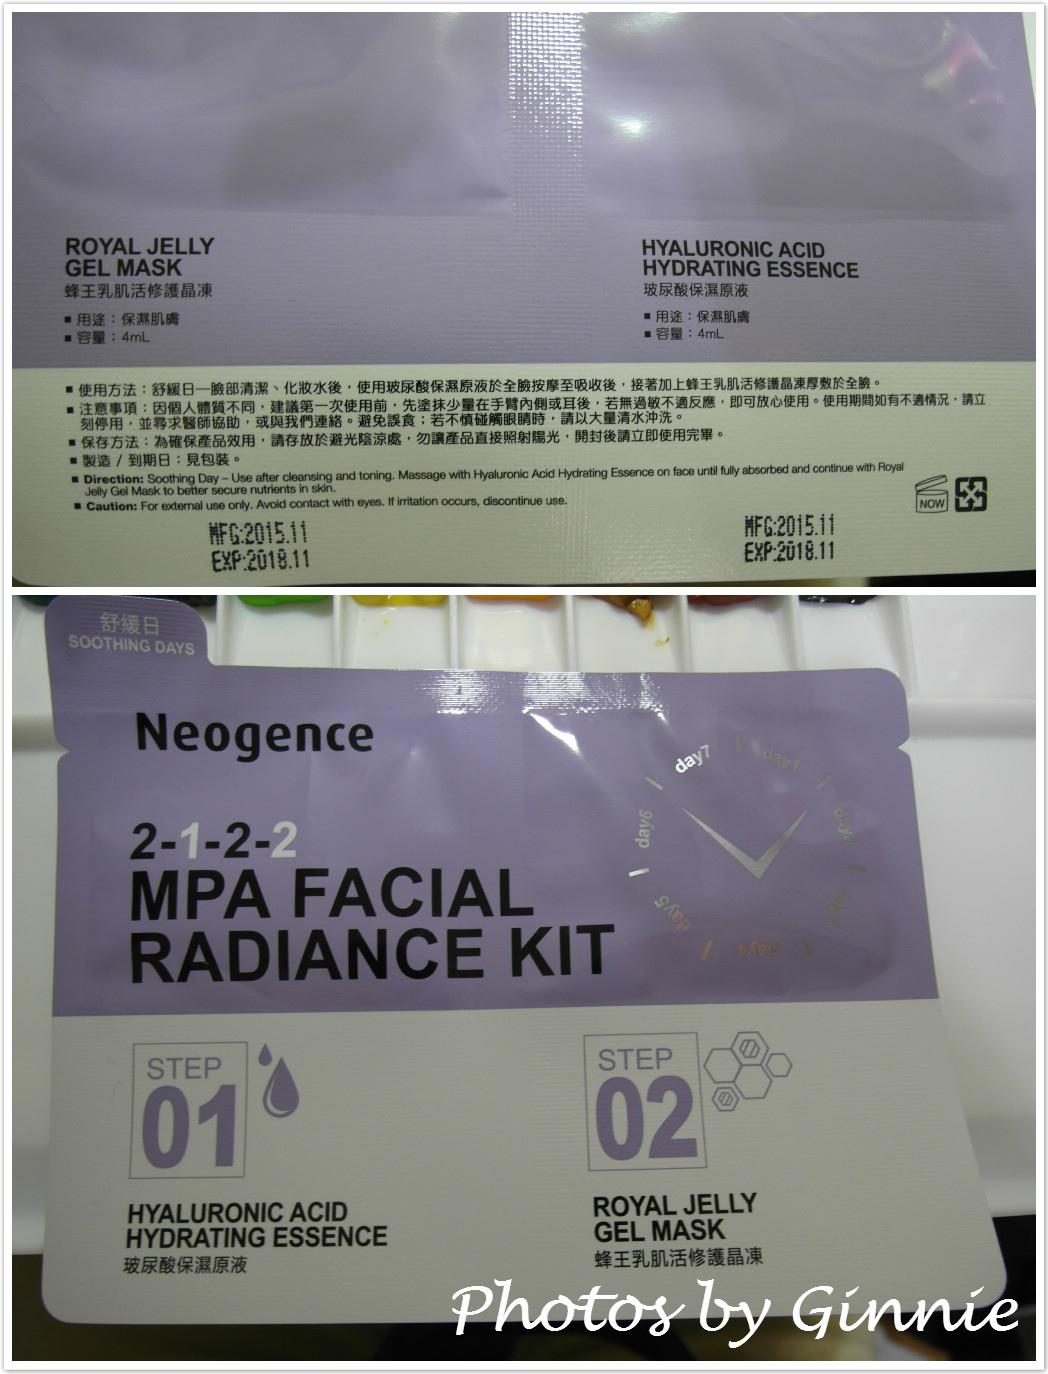 ROYAL JELLY
GEL MASK
蜂王乳肌活修護晶凍
■ 用途：保濕肌膚
■ 容量：4mL
HYALURONIC ACID
HYDRATING ESSENCE
玻尿酸保濕原液
■ 用途：保濕肌膚
■ 容量：4mL
■ 使用方法：舒緩日—臉部清潔、化妝水後，使用玻尿酸保濕原液於全臉按摩至吸收後，接著加上蜂王乳肌活修護晶凍厚敷於全臉。
■ 注意事項：因個人體質不同，建議第一次使用前，先塗抹少量在手臂內側或耳後，若無過敏不適反應，即可放心使用。使用期間如有不適情況，請立
刻停用，並尋求醫師協助，或與我們連絡。避免誤食；若不慎碰觸眼睛時，請以大量清水沖洗。
■ 保存方法：為確保產品效用，請存放於避光陰涼處，勿讓產品直接照射陽光，開封後請立即使用完畢。
■ 製造 / 到期日：見包裝。
■ Direction: Soothing Day – Use after cleansing and toning. Massage with Hyaluronic Acid Hydrating Essence on face until fully absorbed and continue with Royal
Jelly Gel Mask to better secure nutrients in skin.
■ Caution: For external use only. Avoid contact with eyes. If irritation occurs, discontinue use.
NOW
MFG:2015.11
EXP:2018.11
MFG:2015.11
EXP:2018.11
舒緩日
SOOTHING DAYS
Neogence
day7
day1
day6
day5
day4
2-1-2-2
MPA FACIAL
RADIANCE KIT
STEP
01
HYALURONIC ACID
HYDRATING ESSENCE
玻尿酸保濕原液
STEP
02
ROYAL JELLY
GEL MASK
蜂王乳肌活修護晶凍
Photos by Ginnie